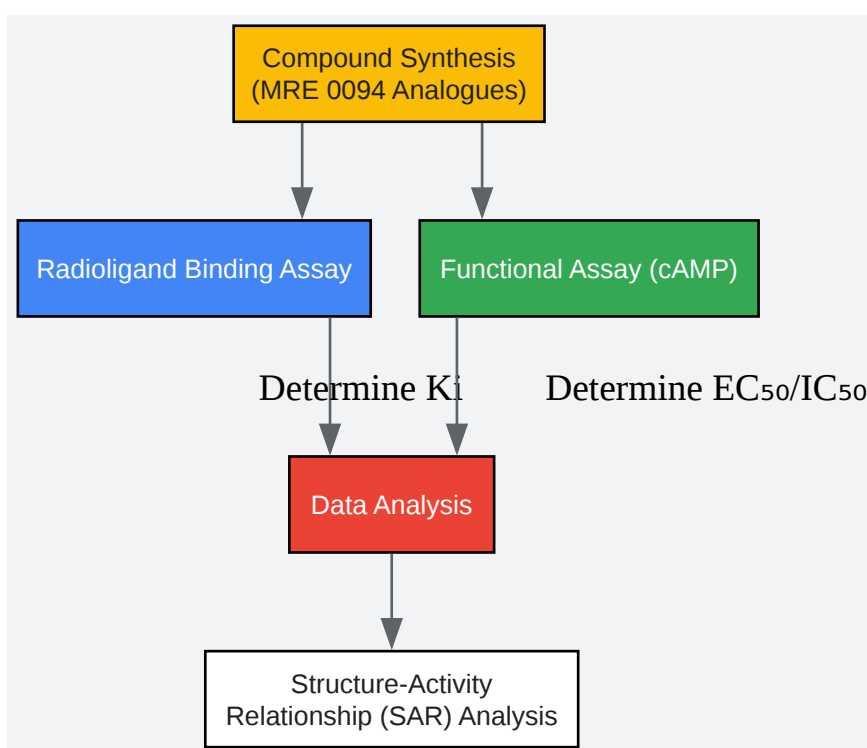 Compound Synthesis
(MRE 0094 Analogues)
Radioligand Binding Assay
Functional Assay (cAMP)
Determine Ki
Determine EC₅₀/IC₅₀
Data Analysis
Structure-Activity
Relationship (SAR) Analysis